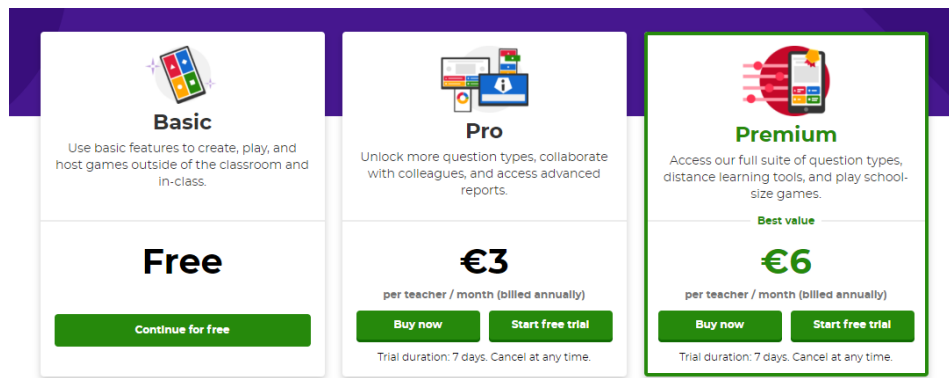 Basic
Use basic features to create, play, and
host games outside of the classroom and
in-class.
Free
Continue for free
Pro
Unlock more question types, collaborate
with colleagues, and access advanced
reports.
€3
per teacher / month (billed annually)
Buy now
Start free trial
Trial duration: 7 days. Cancel at any time.
Premium
Access our full suite of question types,
distance learning tools, and play school-
size games.
Best value
€6
per teacher / month (billed annually)
Buy now
Start free trial
Trial duration: 7 days. Cancel at any time.